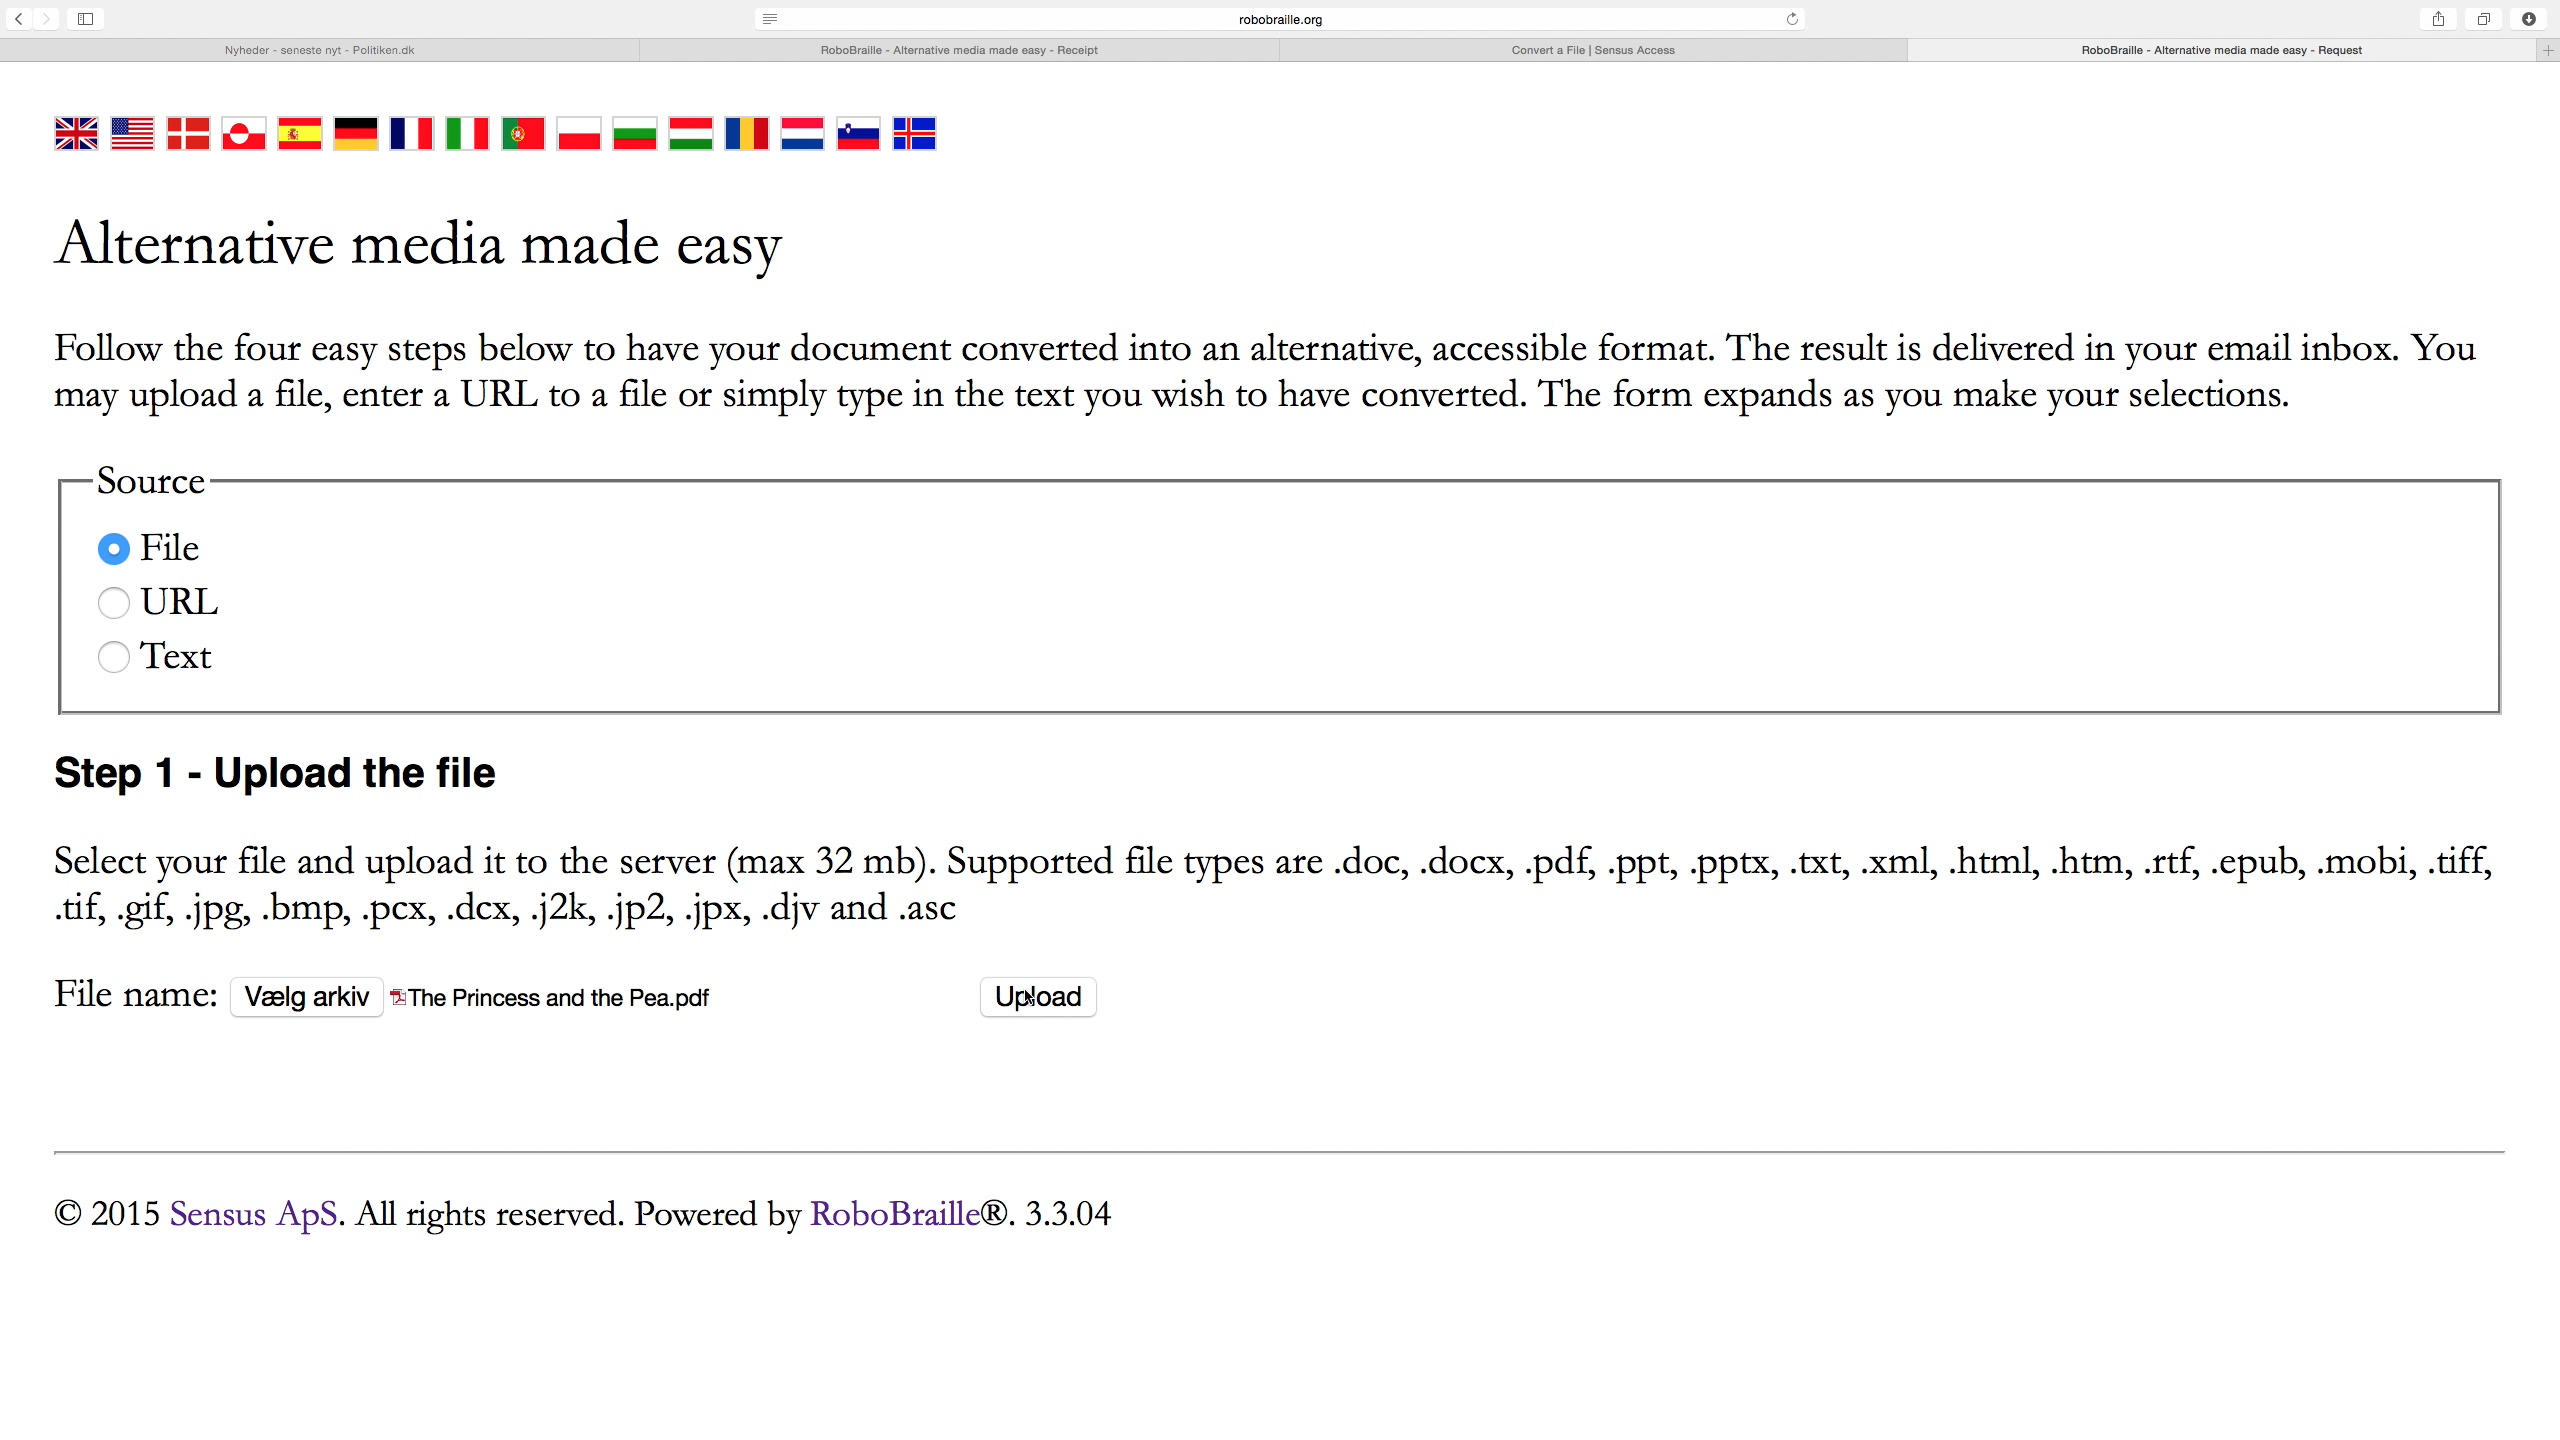 robobraille.org
Nyheder - seneste nyt - Politiken.dk
RoboBraille - Alternative media made easy - Receipt
Convert a File | Sensus Access
RoboBraille - Alternative media made easy - Request
Alternative media made easy
Follow the four easy steps below to have your document converted into an alternative, accessible format. The result is delivered in your email inbox. You
may upload a file, enter a URL to a file or simply type in the text you wish to have converted. The form expands as you make your selections.
Source
File
URL
Text
Step 1 - Upload the file
Select your file and upload it to the server (max 32 mb). Supported file types are .doc, .docx, .pdf, .ppt, .pptx, .txt, .xml, .html, .htm, .rtf, .epub, .mobi, .tiff,
.tif, .gif, .jpg, .bmp, .pcx, .dcx, .j2k, .jp2, .jpx, .djv and .asc
File name: Vælg arkiv The Princess and the Pea.pdf Upload
© 2015 Sensus ApS. All rights reserved. Powered by RoboBraille®. 3.3.04